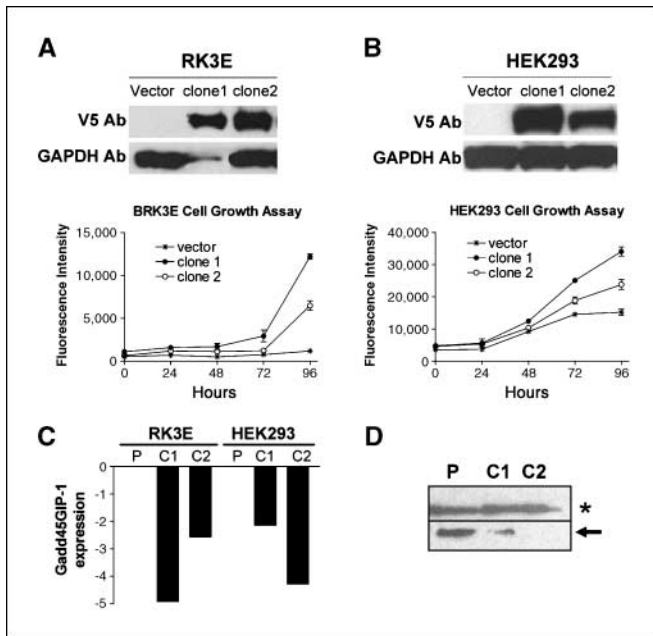 A
RK3E
Vector clone1 clone2
V5 Ab
GAPDH Ab
BRK3E Cell Growth Assay
Fluorescence Intensity
15,000
10,000
5,000
0
vector
clone 1
clone 2
0 24 48 72 96
Hours
B
HEK293
Vector clone1 clone2
V5 Ab
GAPDH Ab
HEK293 Cell Growth Assay
Fluorescence Intensity
40,000
30,000
20,000
10,000
0
vector
clone 1
clone 2
0 24 48 72 96
Hours
C
RK3E HEK293
P C1 C2 P C1 C2
Gadd45GIP-1
expression
0
-1
-2
-3
-4
-5
D
P C1 C2
*